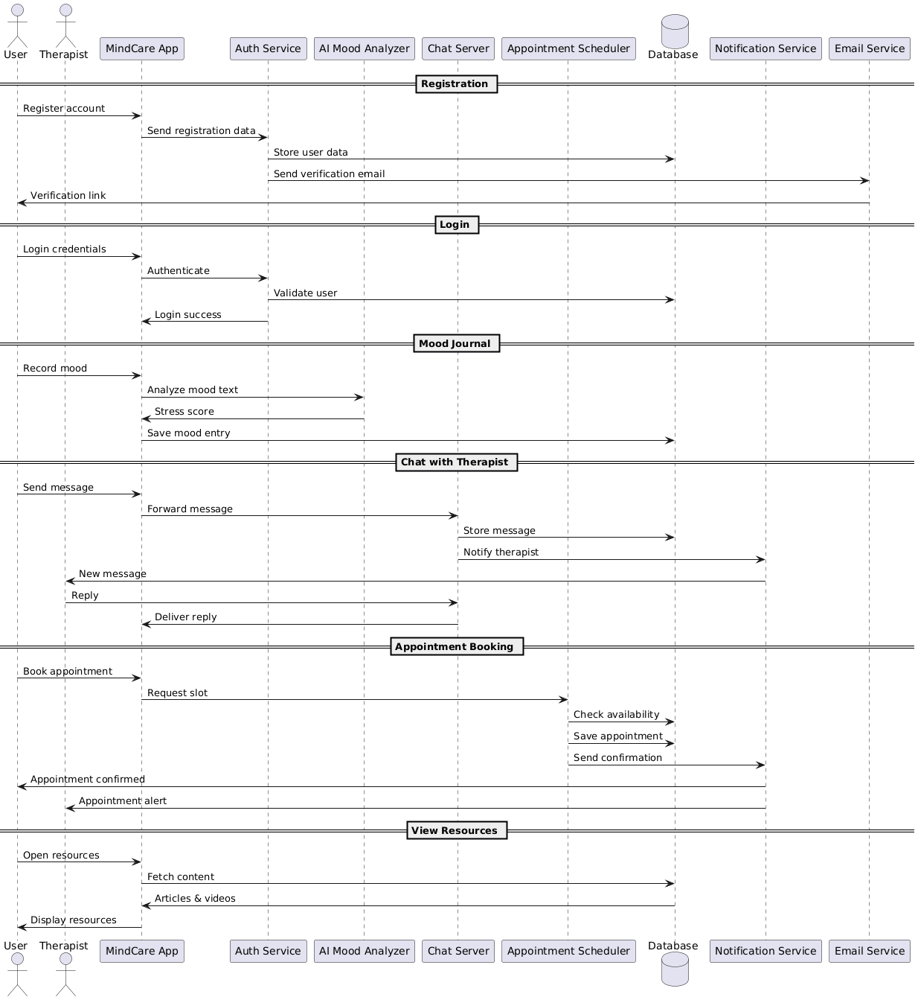 User
Therapist
MindCare App
Auth Service
AI Mood Analyzer
Chat Server
Appointment Scheduler
Database
Notification Service
Email Service
Registration
Register account
Send registration data
Store user data
Send verification email
Verification link
Login
Login credentials
Authenticate
Validate user
Login success
Mood Journal
Record mood
Analyze mood text
Stress score
Save mood entry
Chat with Therapist
Send message
Forward message
Store message
Notify therapist
New message
Reply
Deliver reply
Appointment Booking
Book appointment
Request slot
Check availability
Save appointment
Send confirmation
Appointment confirmed
Appointment alert
View Resources
Open resources
Fetch content
Articles & videos
Display resources
User
Therapist
MindCare App
Auth Service
AI Mood Analyzer
Chat Server
Appointment Scheduler
Database
Notification Service
Email Service